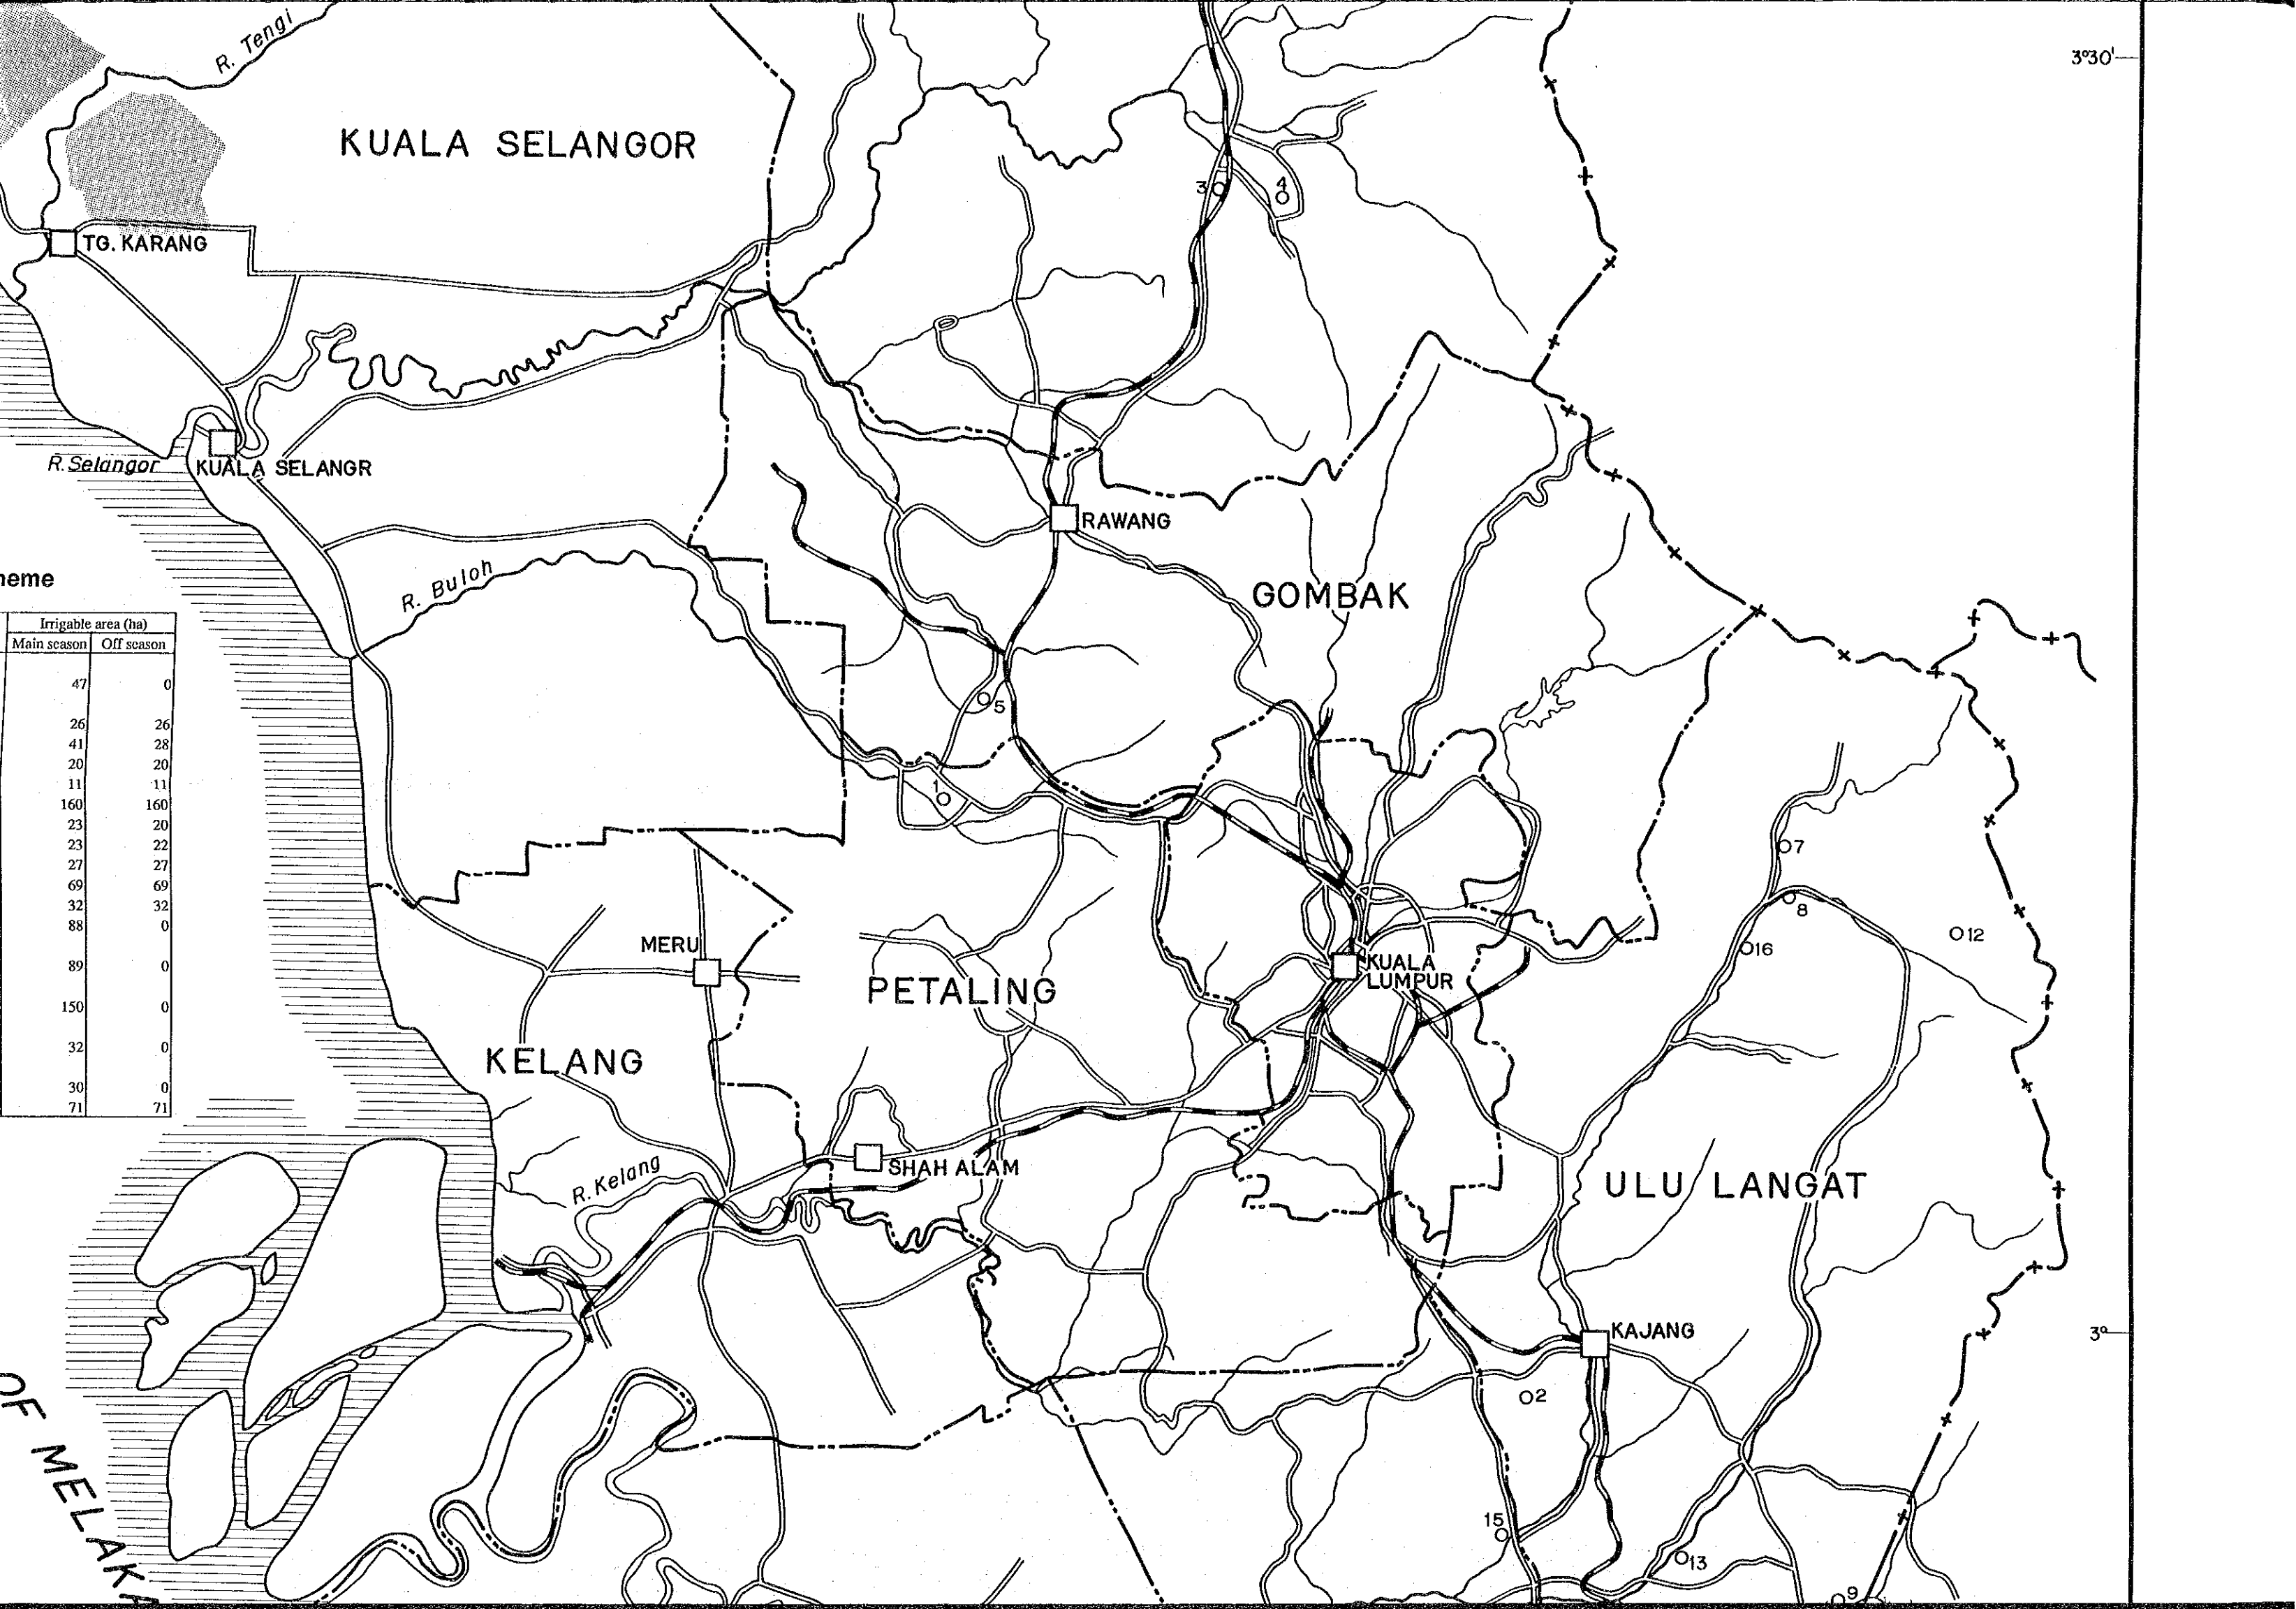 R. Tengi
3°30'
KUALA SELANGOR
3
4
TG. KARANG
R. Selangor
KUALA SELANGR
RAWANG
R. Buloh
GOMBAK
heme
Irrigable area (ha)
Main season Off season
47 0
26 26
41 28
20 20
11 11
160 160
23 20
23 22
27 27
69 69
32 32
88 0
89 0
150 0
32 0
30 0
71 71
5
1
7
8
12
16
MERU
KUALA
LUMPUR
PETALING
KELANG
SHAH ALAM
R. Kelang
ULU LANGAT
3°
KAJANG
2
OF MELAKA
15
13
9